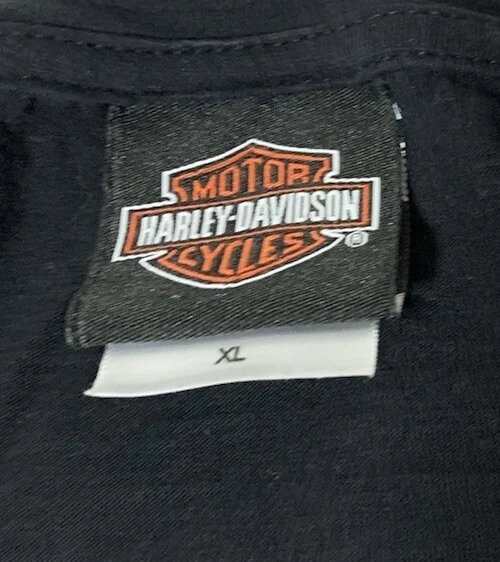 MOTOR
HARLEY-DAVIDSON
CYCLES
®
XL